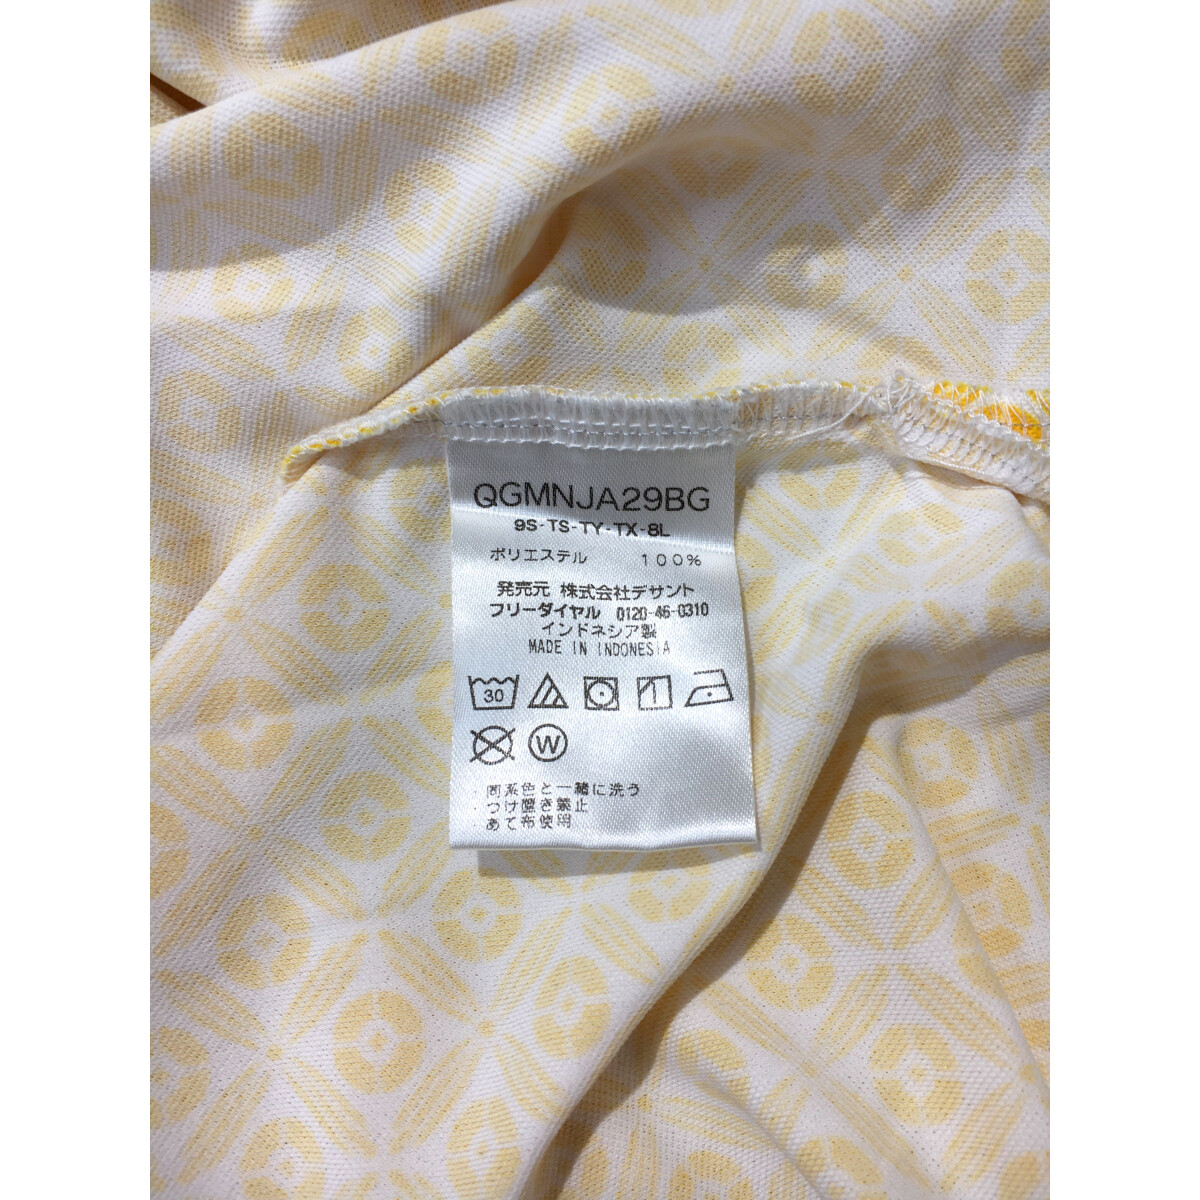 QGMNJA29BG
9S-TS-TY-TX-8L
ポリエステル 100%
発売元 株式会社デサント
フリーダイヤル 0120-46-0310
インドネシア製
MADE IN INDONESIA
30
W
・同系色と一緒に洗う
・つけ置き禁止
・あて布使用